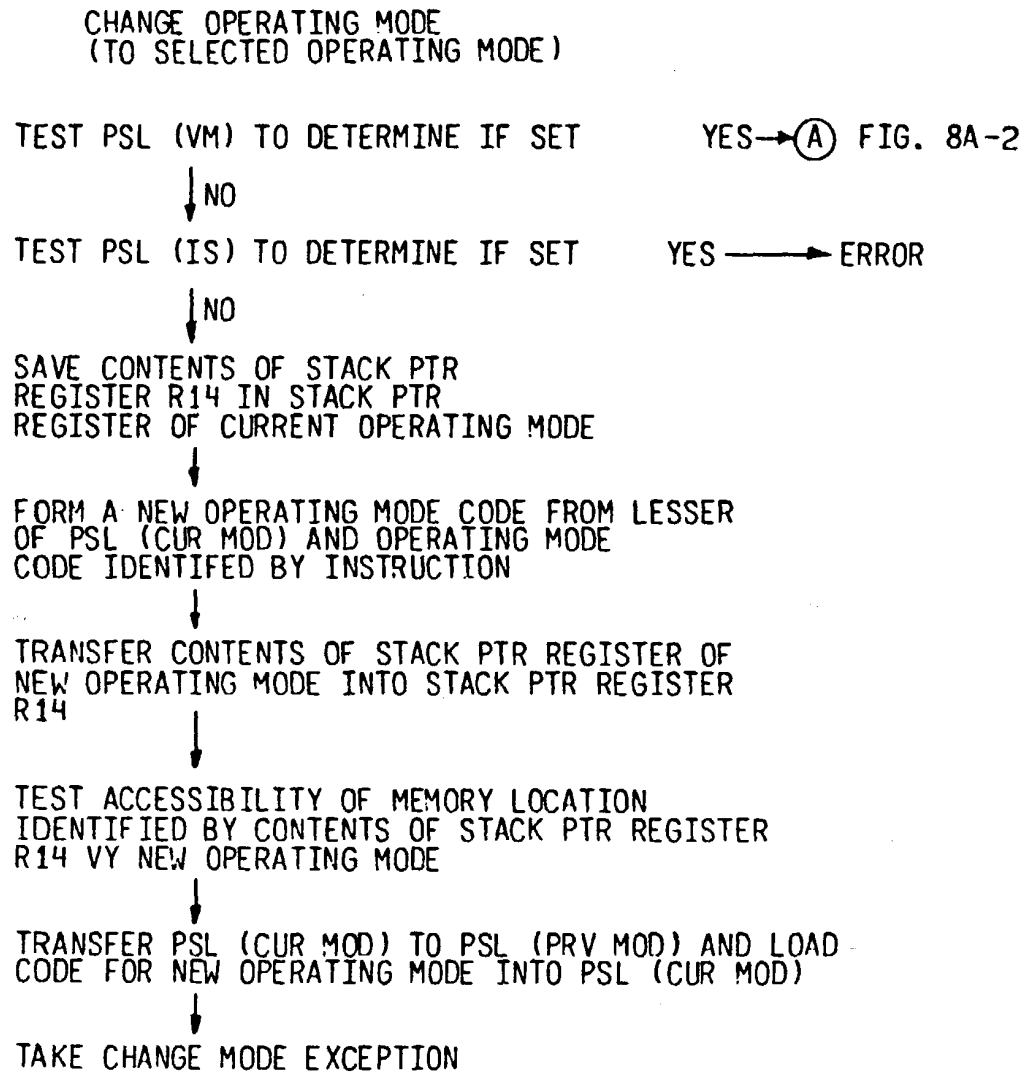 CHANGE OPERATING MODE
(TO SELECTED OPERATING MODE)
TEST PSL (VM) TO DETERMINE IF SET YES A FIG. 8A-2
NO
TEST PSL (IS) TO DETERMINE IF SET YES ERROR
NO
SAVE CONTENTS OF STACK PTR
REGISTER R14 IN STACK PTR
REGISTER OF CURRENT OPERATING MODE
FORM A NEW OPERATING MODE CODE FROM LESSER
OF PSL (CUR MOD) AND OPERATING MODE
CODE IDENTIFED BY INSTRUCTION
TRANSFER CONTENTS OF STACK PTR REGISTER OF
NEW OPERATING MODE INTO STACK PTR REGISTER
R14
TEST ACCESSIBILITY OF MEMORY LOCATION
IDENTIFIED BY CONTENTS OF STACK PTR REGISTER
R14 VY NEW OPERATING MODE
TRANSFER PSL (CUR MOD) TO PSL (PRV MOD) AND LOAD
CODE FOR NEW OPERATING MODE INTO PSL (CUR MOD)
TAKE CHANGE MODE EXCEPTION